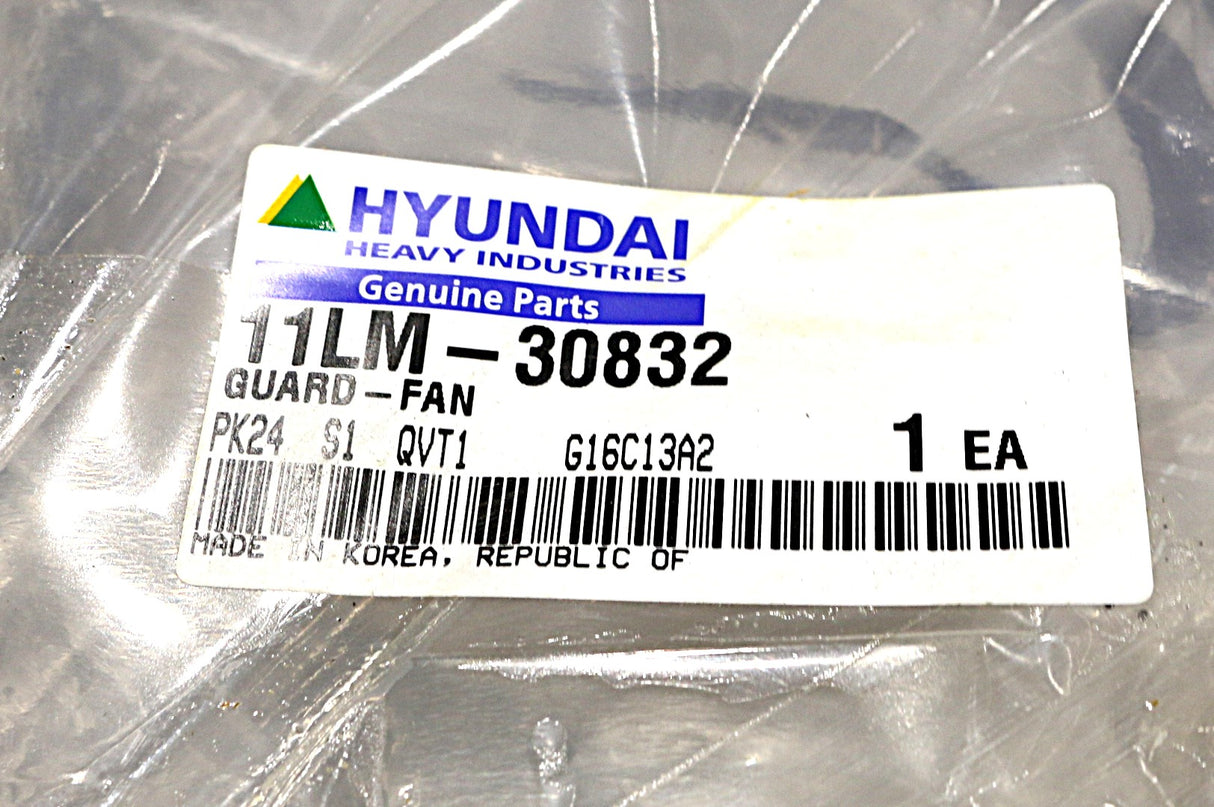 HYUNDAI
HEAVY INDUSTRIES
Genuine Parts
11LM-30832
GUARD-FAN
PK24 S1 QVT1 G16C13A2 1 EA
MADE IN KOREA, REPUBLIC OF